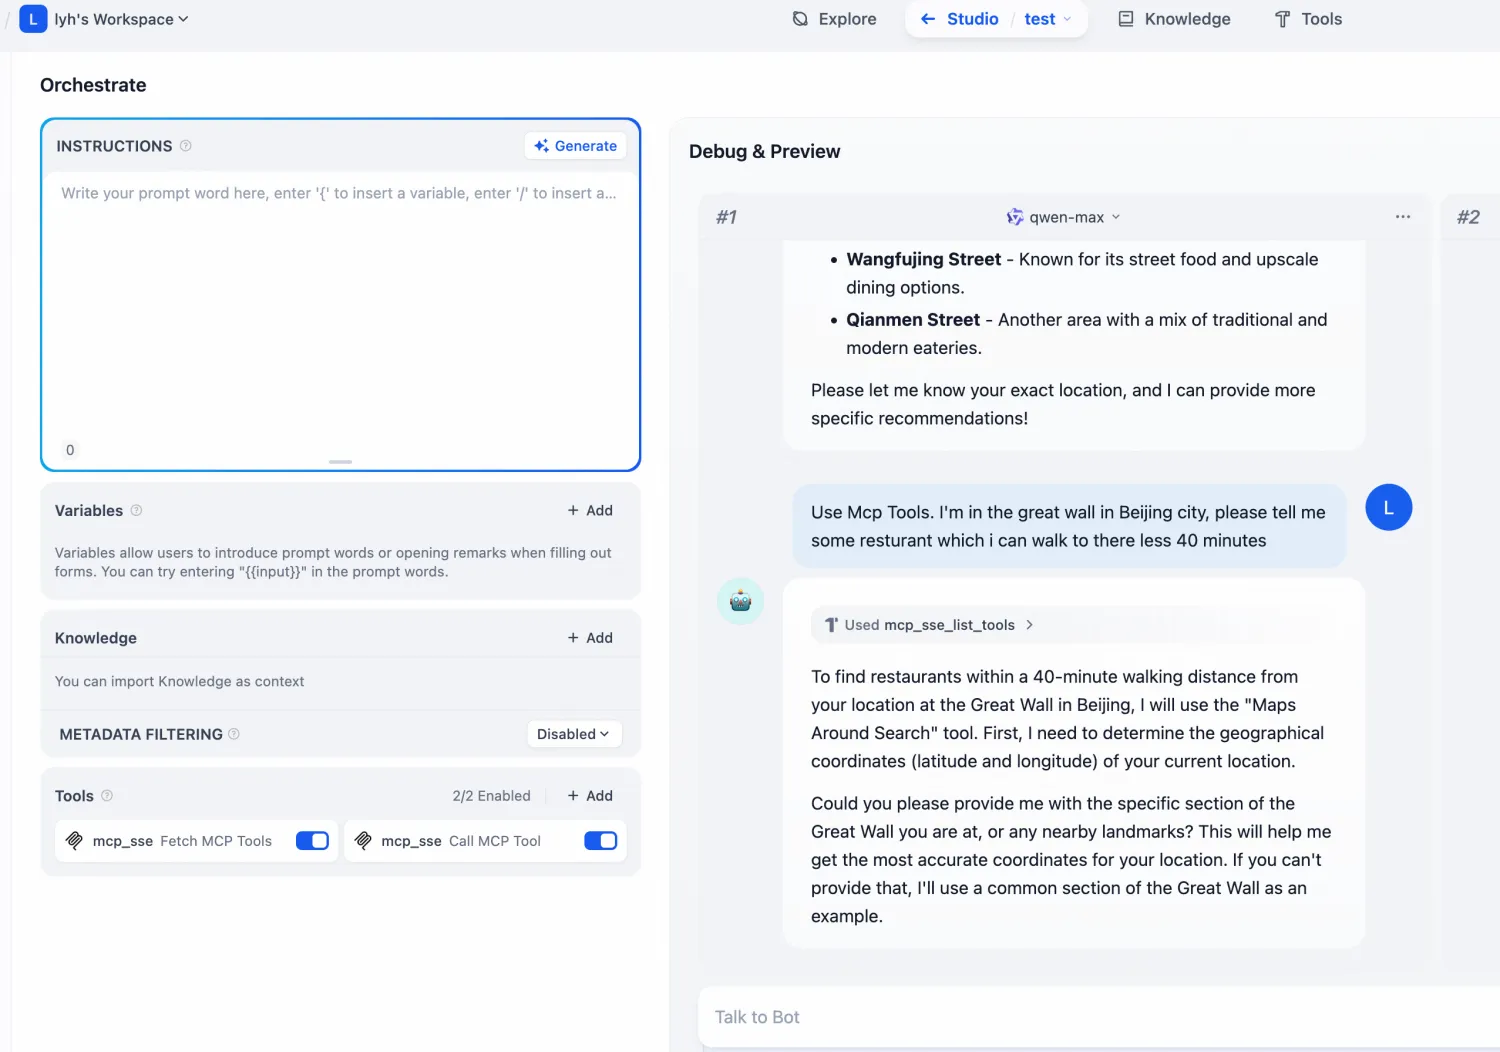 L lyh's Workspace
Explore
Studio / test
Knowledge
Tools
Orchestrate
INSTRUCTIONS
Generate
Write your prompt word here, enter '{' to insert a variable, enter '/' to insert a...
0
Variables
+ Add
Variables allow users to introduce prompt words or opening remarks when filling out
forms. You can try entering "{{input}}" in the prompt words.
Knowledge
+ Add
You can import Knowledge as context
METADATA FILTERING
Disabled
Tools
2/2 Enabled
+ Add
mcp_sse Fetch MCP Tools
mcp_sse Call MCP Tool
Debug & Preview
#1
qwen-max
#2
• Wangfujing Street - Known for its street food and upscale
dining options.
• Qianmen Street - Another area with a mix of traditional and
modern eateries.
Please let me know your exact location, and I can provide more
specific recommendations!
Use Mcp Tools. I'm in the great wall in Beijing city, please tell me
some resturant which i can walk to there less 40 minutes
L
Used mcp_sse_list_tools
To find restaurants within a 40-minute walking distance from
your location at the Great Wall in Beijing, I will use the "Maps
Around Search" tool. First, I need to determine the geographical
coordinates (latitude and longitude) of your current location.
Could you please provide me with the specific section of the
Great Wall you are at, or any nearby landmarks? This will help me
get the most accurate coordinates for your location. If you can't
provide that, I'll use a common section of the Great Wall as an
example.
Talk to Bot